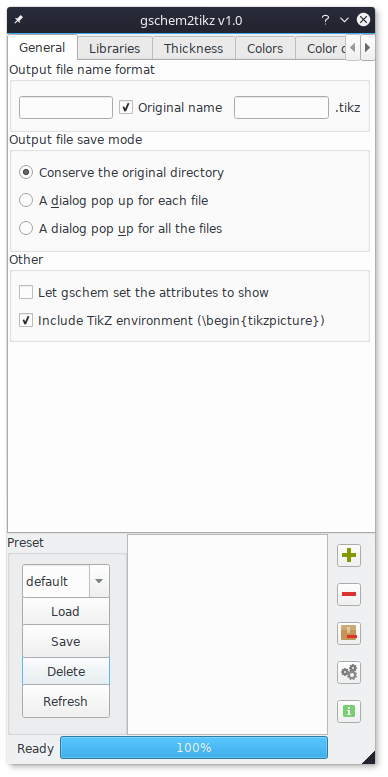 gschem2tikz v1.0
General Libraries Thickness Colors Color
Output file name format
Original name .tikz
Output file save mode
Conserve the original directory
A dialog pop up for each file
A dialog pop up for all the files
Other
Let gschem set the attributes to show
Include TikZ environment (\begin{tikzpicture})
Preset
default
Load
Save
Delete
Refresh
Ready 100%